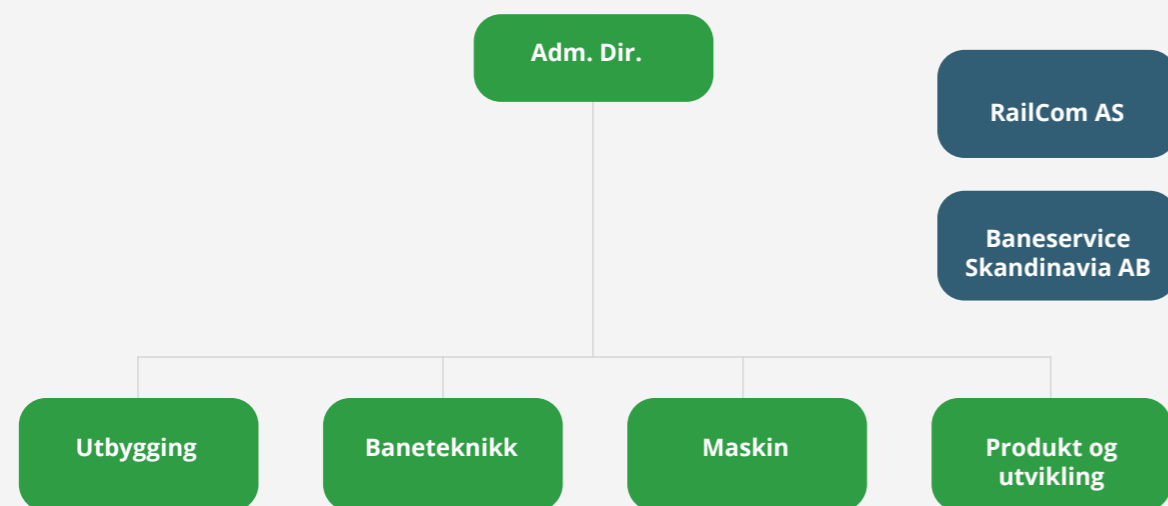 Adm. Dir.
RailCom AS
Baneservice
Skandinavia AB
Utbygging
Baneteknikk
Maskin
Produkt og
utvikling